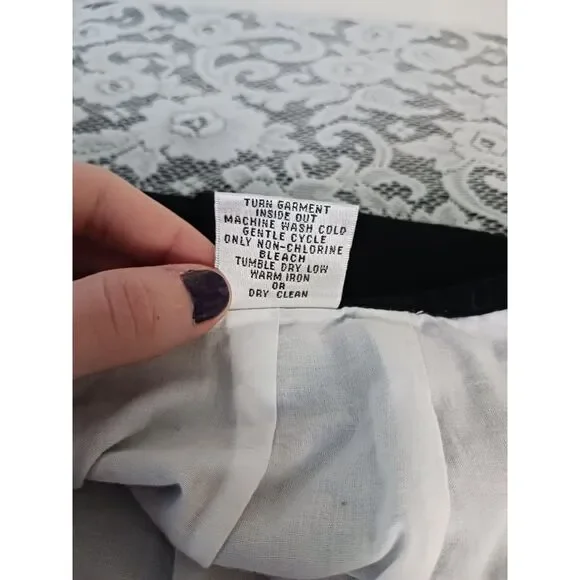 TURN GARMENT
INSIDE OUT
MACHINE WASH COLD
GENTLE CYCLE
ONLY NON-CHLORINE
BLEACH
TUMBLE DRY LOW
WARM IRON
OR
DRY CLEAN